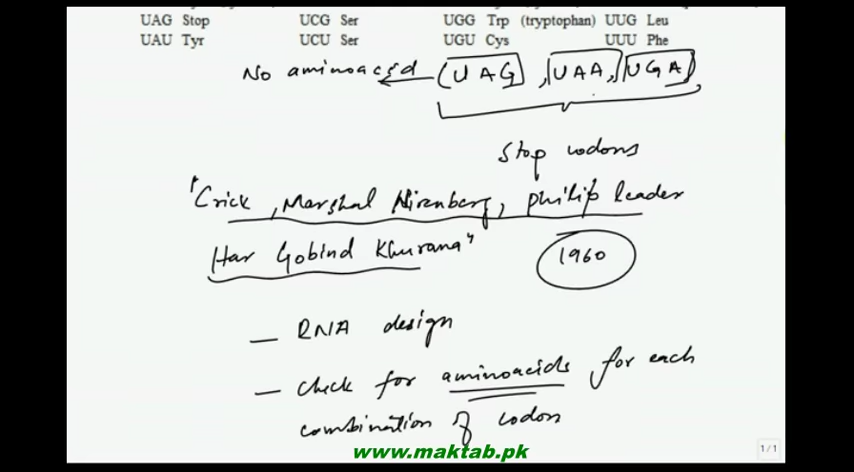 UAG Stop UCG Ser UGG Trp (tryptophan) UUG Leu
UAU Tyr UCU Ser UGU Cys UUU Phe
No aminoacid ← (UAG, UAA, UGA)
Stop codons
"Crick, Marshal Nirenberg, Philip leader
Har Gobind Khurana"
1960
— RNA design
— Check for aminoacids for each
combination of codon
www.maktab.pk
1/1